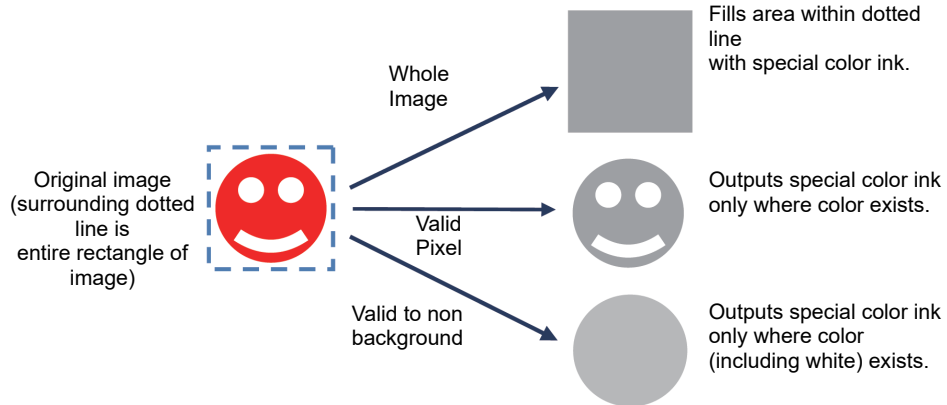 Original image
(surrounding dotted
line is
entire rectangle of
image)
Whole
Image
Fills area within dotted
line
with special color ink.
Valid
Pixel
Outputs special color ink
only where color exists.
Valid to non
background
Outputs special color ink
only where color
(including white) exists.